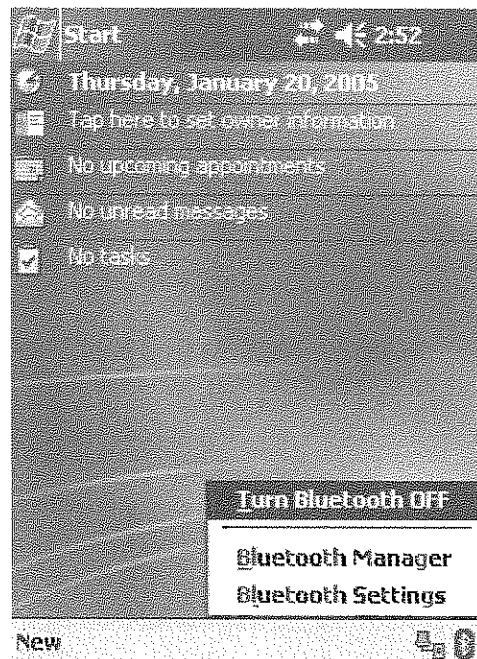 Start 2:52
Thursday, January 20, 2005
Tap here to set owner information
No upcoming appointments
No unread messages
No tasks
Turn Bluetooth OFF
Bluetooth Manager
Bluetooth Settings
New